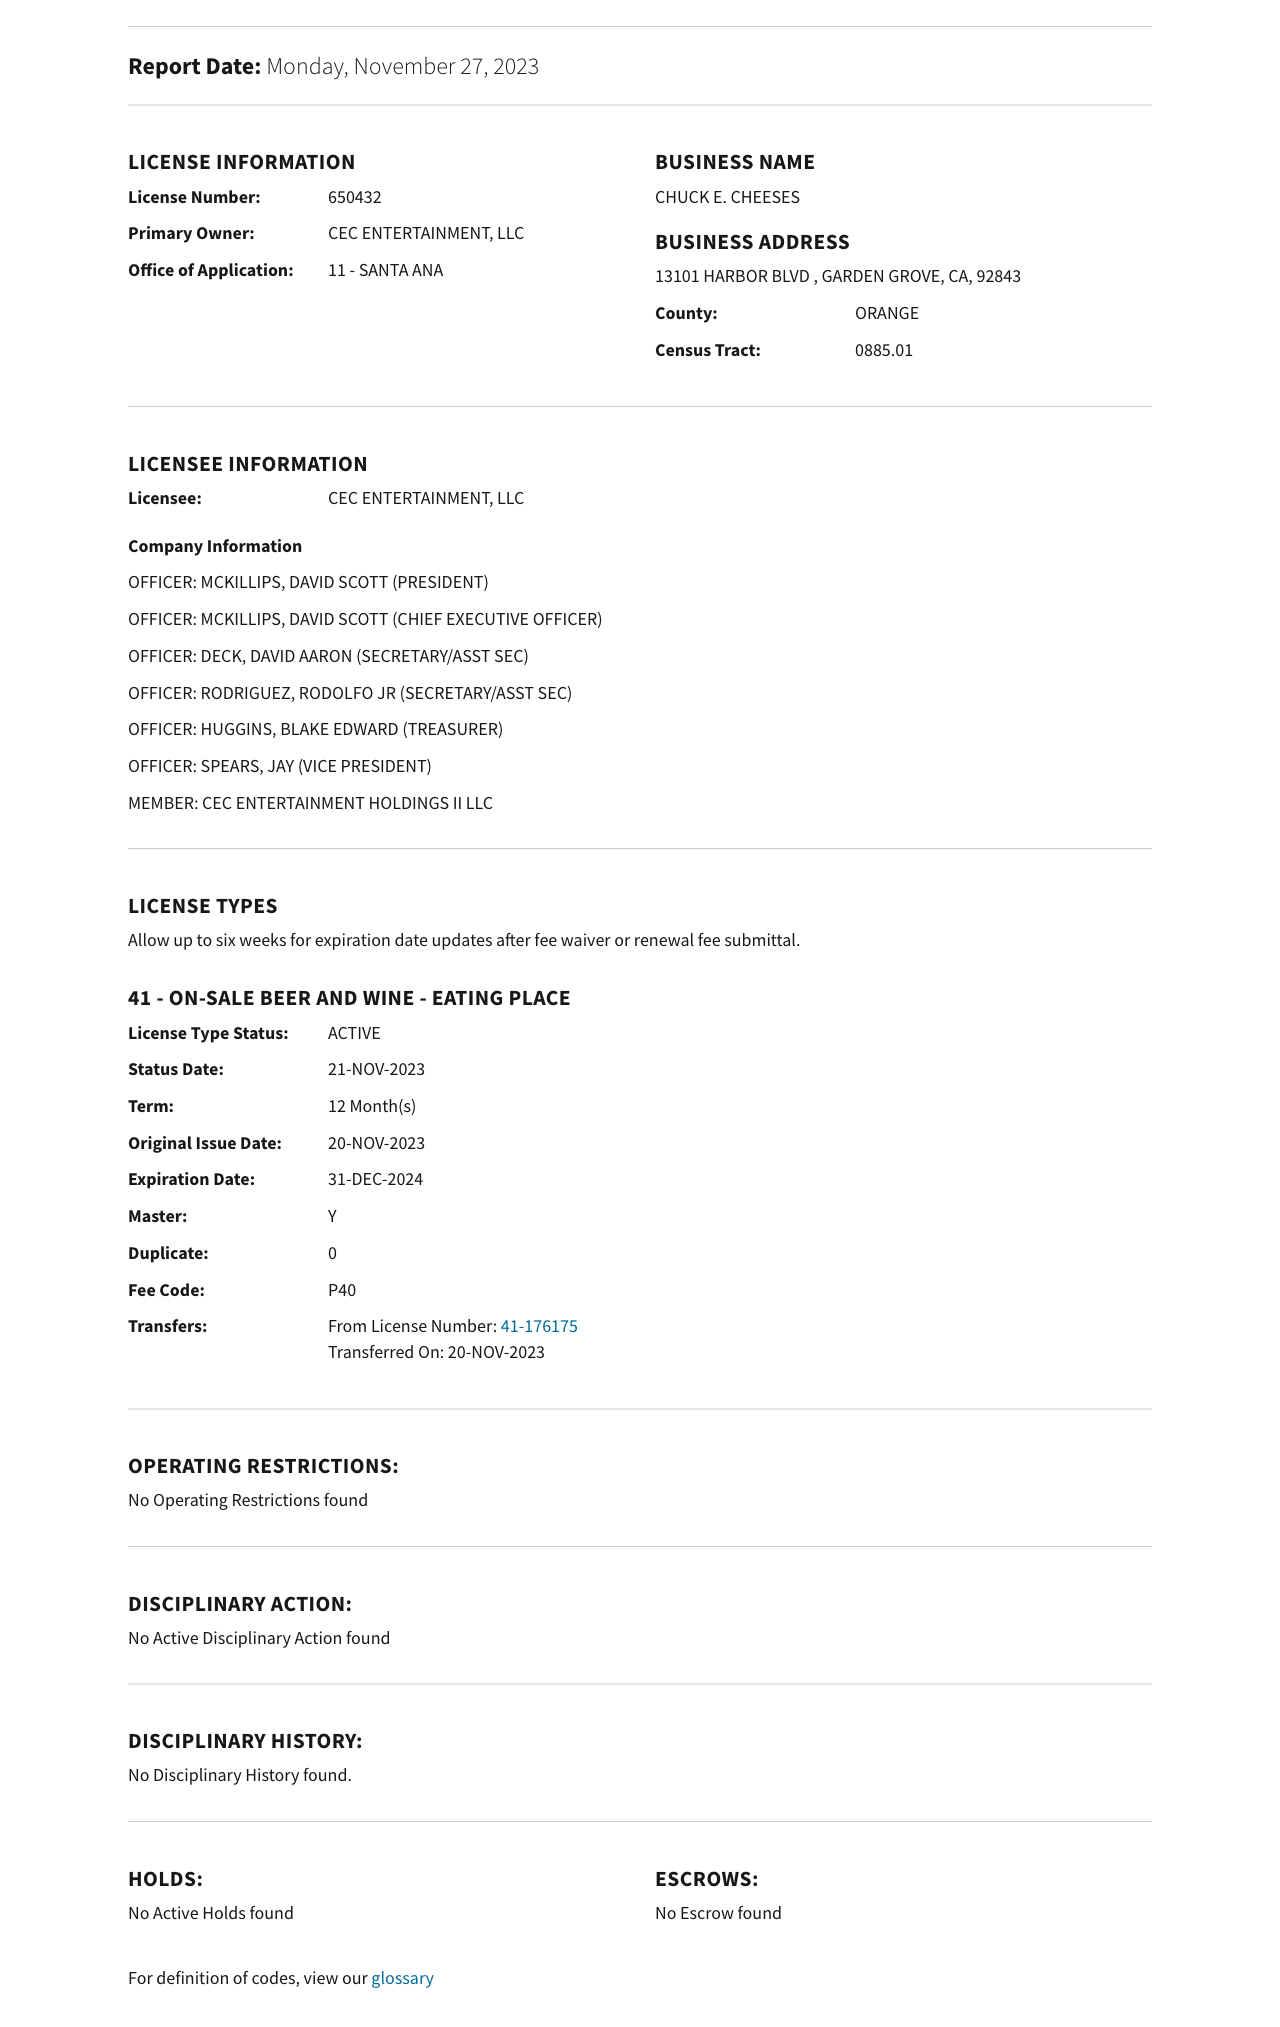 Report Date: Monday, November 27, 2023
LICENSE INFORMATION
License Number: 650432
Primary Owner: CEC ENTERTAINMENT, LLC
Office of Application: 11 - SANTA ANA
BUSINESS NAME
CHUCK E. CHEESES
BUSINESS ADDRESS
13101 HARBOR BLVD , GARDEN GROVE, CA, 92843
County: ORANGE
Census Tract: 0885.01
LICENSEE INFORMATION
Licensee: CEC ENTERTAINMENT, LLC
Company Information
OFFICER: MCKILLIPS, DAVID SCOTT (PRESIDENT)
OFFICER: MCKILLIPS, DAVID SCOTT (CHIEF EXECUTIVE OFFICER)
OFFICER: DECK, DAVID AARON (SECRETARY/ASST SEC)
OFFICER: RODRIGUEZ, RODOLFO JR (SECRETARY/ASST SEC)
OFFICER: HUGGINS, BLAKE EDWARD (TREASURER)
OFFICER: SPEARS, JAY (VICE PRESIDENT)
MEMBER: CEC ENTERTAINMENT HOLDINGS II LLC
LICENSE TYPES
Allow up to six weeks for expiration date updates after fee waiver or renewal fee submittal.
41 - ON-SALE BEER AND WINE - EATING PLACE
License Type Status: ACTIVE
Status Date: 21-NOV-2023
Term: 12 Month(s)
Original Issue Date: 20-NOV-2023
Expiration Date: 31-DEC-2024
Master: Y
Duplicate: 0
Fee Code: P40
Transfers: From License Number: 41-176175
Transferred On: 20-NOV-2023
OPERATING RESTRICTIONS:
No Operating Restrictions found
DISCIPLINARY ACTION:
No Active Disciplinary Action found
DISCIPLINARY HISTORY:
No Disciplinary History found.
HOLDS:
No Active Holds found
ESCROWS:
No Escrow found
For definition of codes, view our glossary